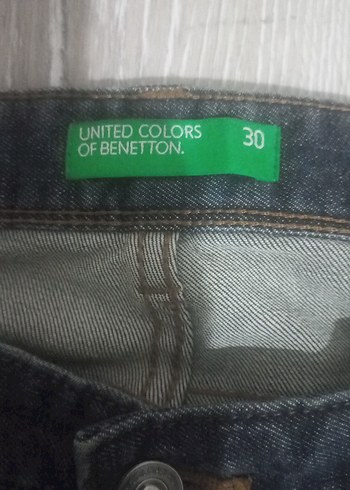 UNITED COLORS
OF BENETTON.
30